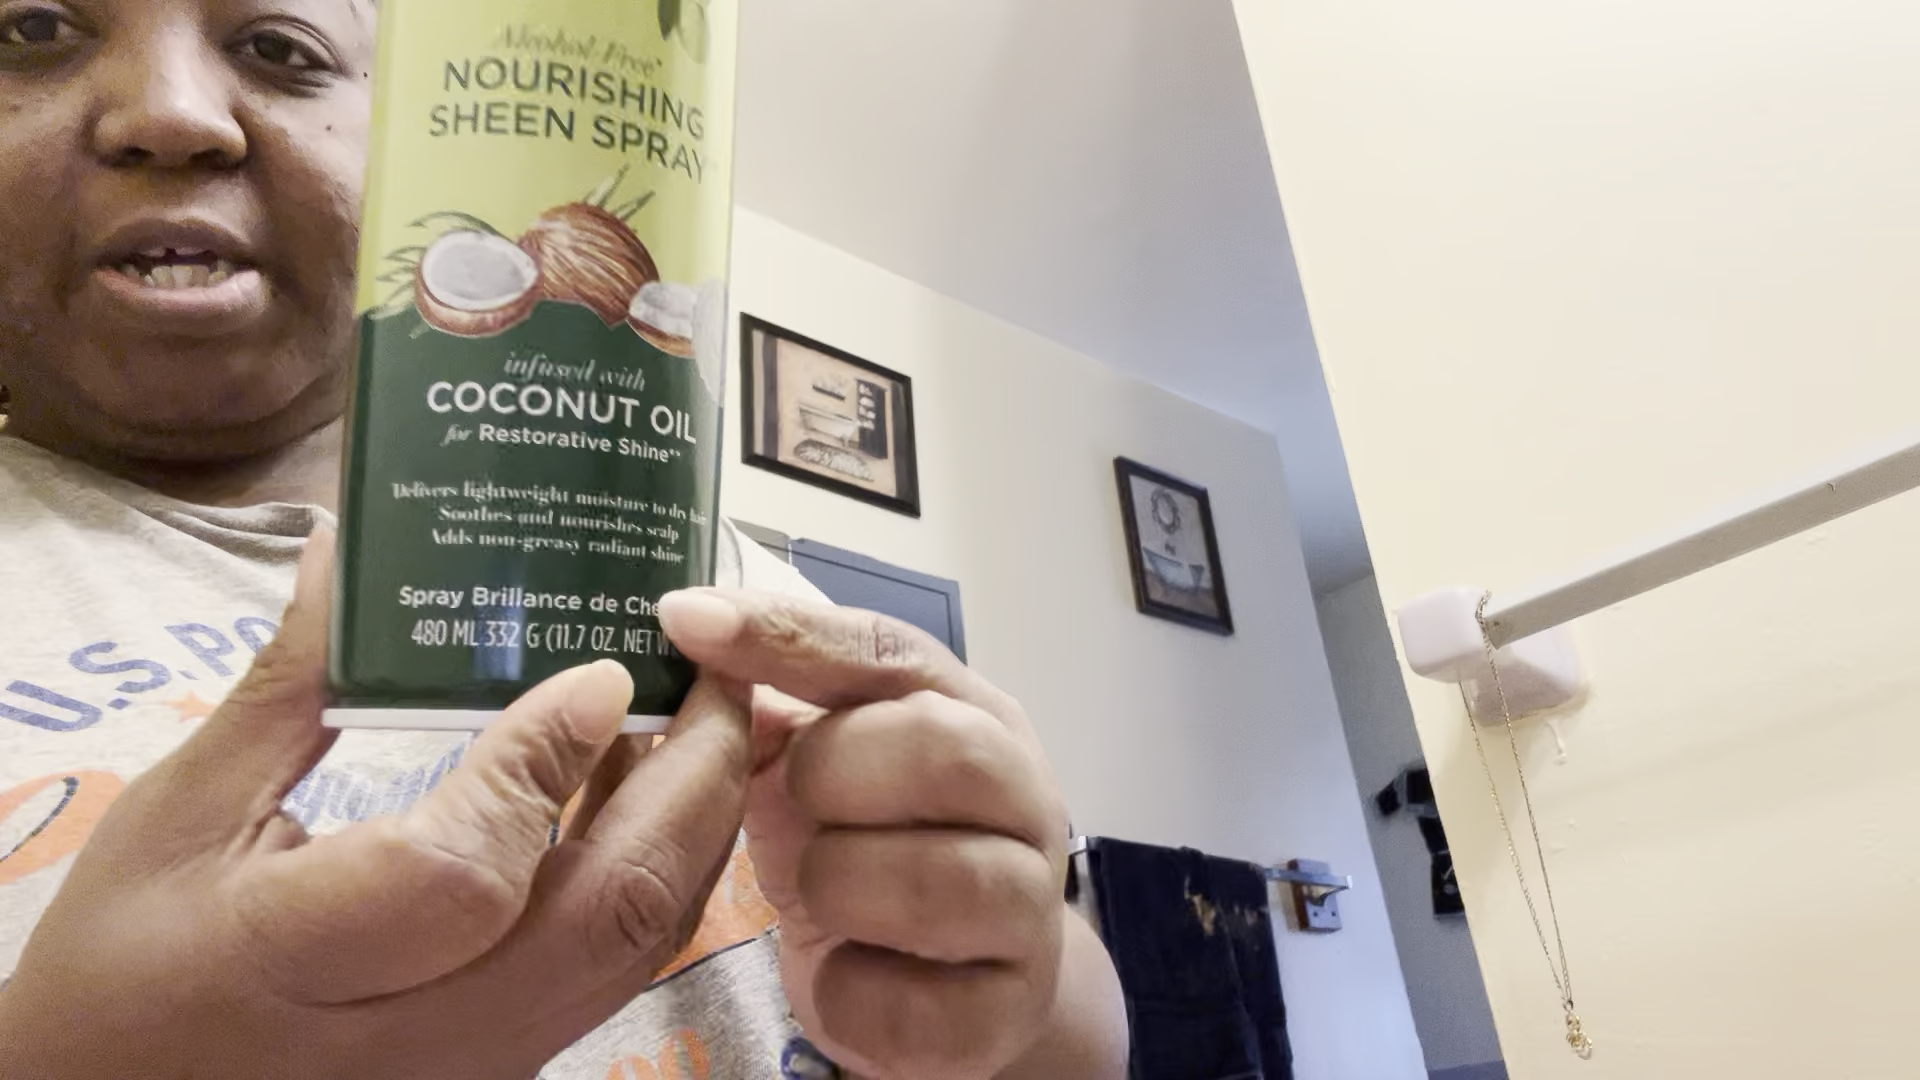 Alcohol-Free*
NOURISHING
SHEEN SPRAY
infused with
COCONUT OIL
for Restorative Shine**
Delivers lightweight moisture to dry hair
Soothes and nourishes scalp
Adds non-greasy radiant shine
Spray Brillance de
480 ML 332 G (11.7 OZ. NET
U.S.